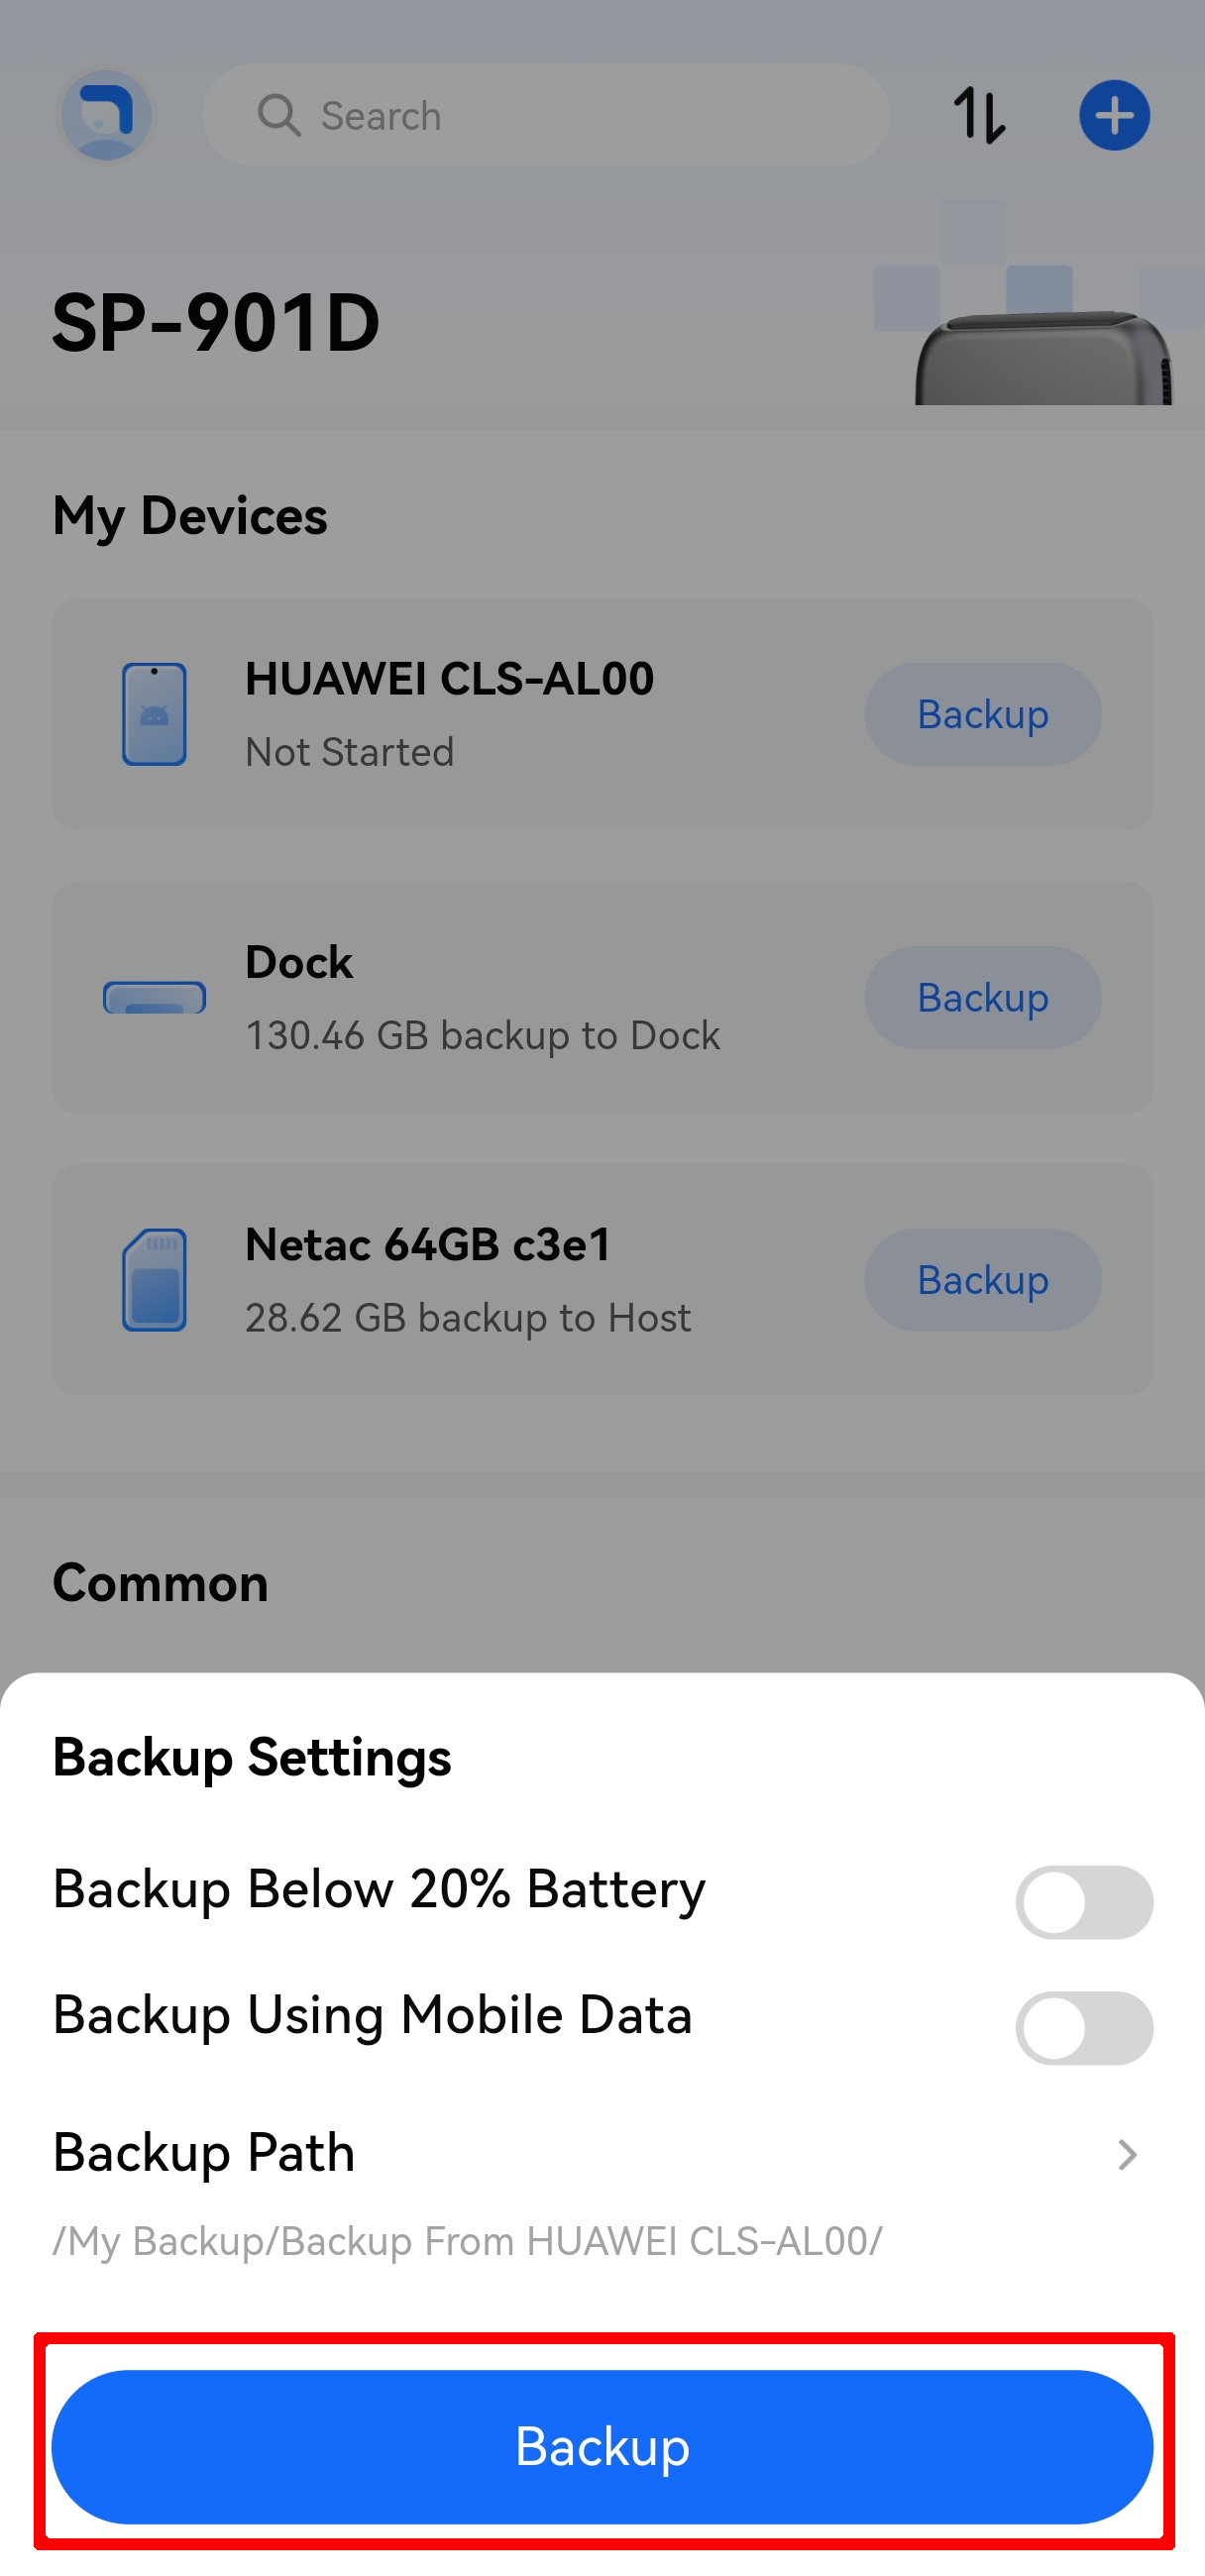 Search
SP-901D
My Devices
HUAWEI CLS-AL00
Not Started
Backup
Dock
130.46 GB backup to Dock
Backup
Netac 64GB c3e1
28.62 GB backup to Host
Backup
Common
Backup Settings
Backup Below 20% Battery
Backup Using Mobile Data
Backup Path
/My Backup/Backup From HUAWEI CLS-AL00/
Backup